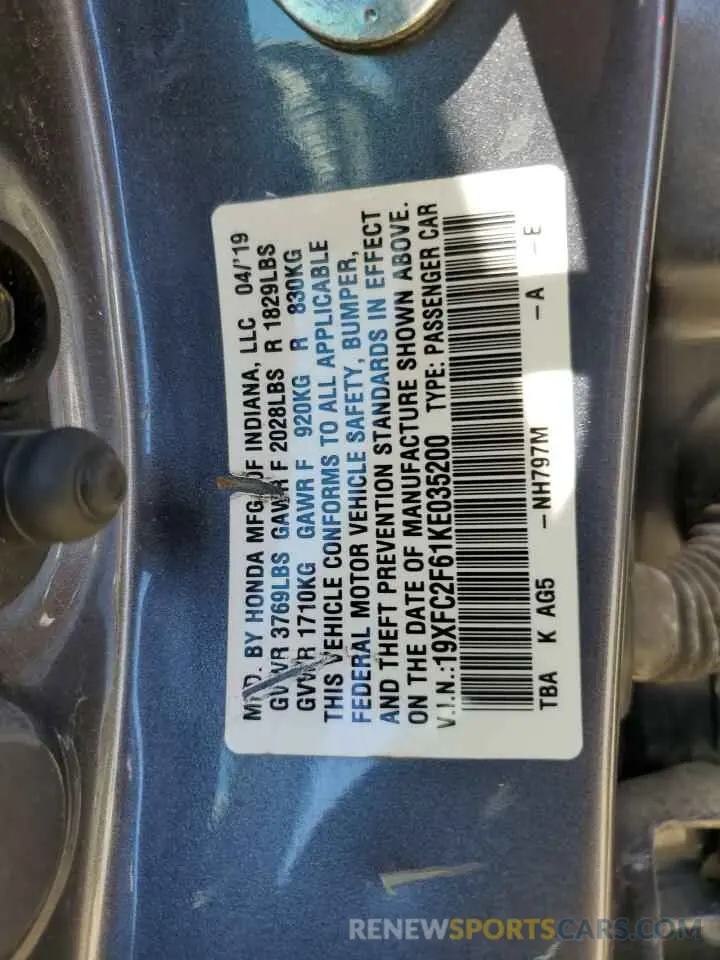 MFD. BY HONDA MFG. OF INDIANA, LLC 04/'19
GVWR 3769LBS GAWR F 2028LBS R 1829LBS
GVWR 1710KG GAWR F 920KG R 830KG
THIS VEHICLE CONFORMS TO ALL APPLICABLE
FEDERAL MOTOR VEHICLE SAFETY, BUMPER,
AND THEFT PREVENTION STANDARDS IN EFFECT
ON THE DATE OF MANUFACTURE SHOWN ABOVE.
V.I.N.:19XFC2F61KE035200 TYPE: PASSENGER CAR
TBA K AG5 -NH797M -A -E
RENEWSPORTSCARS.COM